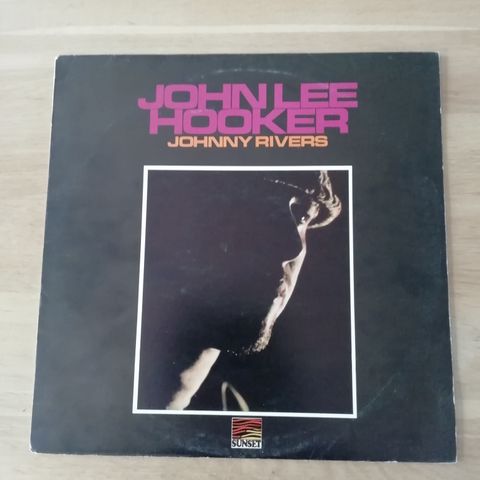 JOHN LEE
HOOKER
JOHNNY RIVERS
SUNSET